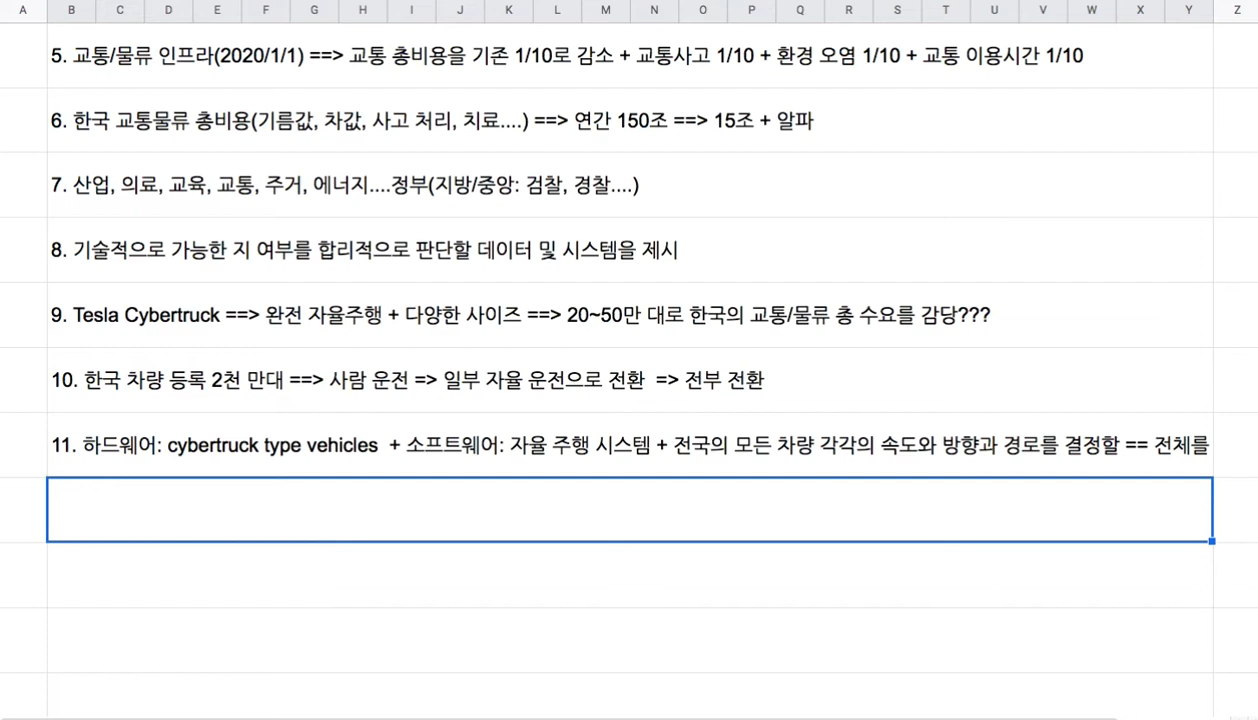 A B C D E F G H I J K L M N O P Q R S T U V W X Y Z
5. 교통/물류 인프라(2020/1/1) ==> 교통 총비용을 기존 1/10로 감소 + 교통사고 1/10 + 환경 오염 1/10 + 교통 이용시간 1/10
6. 한국 교통물류 총비용(기름값, 차값, 사고 처리, 치료....) ==> 연간 150조 ==> 15조 + 알파
7. 산업, 의료, 교육, 교통, 주거, 에너지....정부(지방/중앙: 검찰, 경찰....)
8. 기술적으로 가능한 지 여부를 합리적으로 판단할 데이터 및 시스템을 제시
9. Tesla Cybertruck ==> 완전 자율주행 + 다양한 사이즈 ==> 20~50만 대로 한국의 교통/물류 총 수요를 감당???
10. 한국 차량 등록 2천 만대 ==> 사람 운전 => 일부 자율 운전으로 전환 => 전부 전환
11. 하드웨어: cybertruck type vehicles + 소프트웨어: 자율 주행 시스템 + 전국의 모든 차량 각각의 속도와 방향과 경로를 결정할 == 전체를